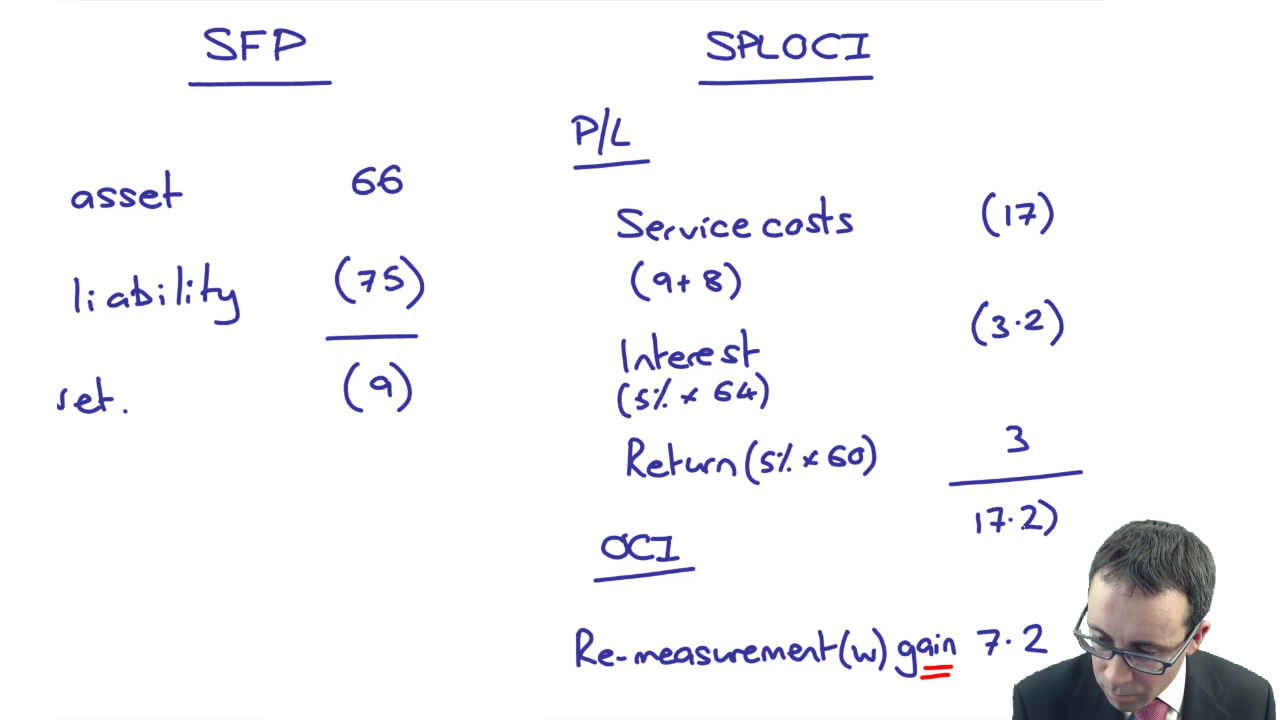 SFP
SPLOCI
asset 66
liability (75)
set. (9)
P/L
Service costs (17)
(9+8)
Interest (3.2)
(5% × 64)
Return (5% × 60) 3
17.2)
OCI
Re-measurement (w) gain 7.2